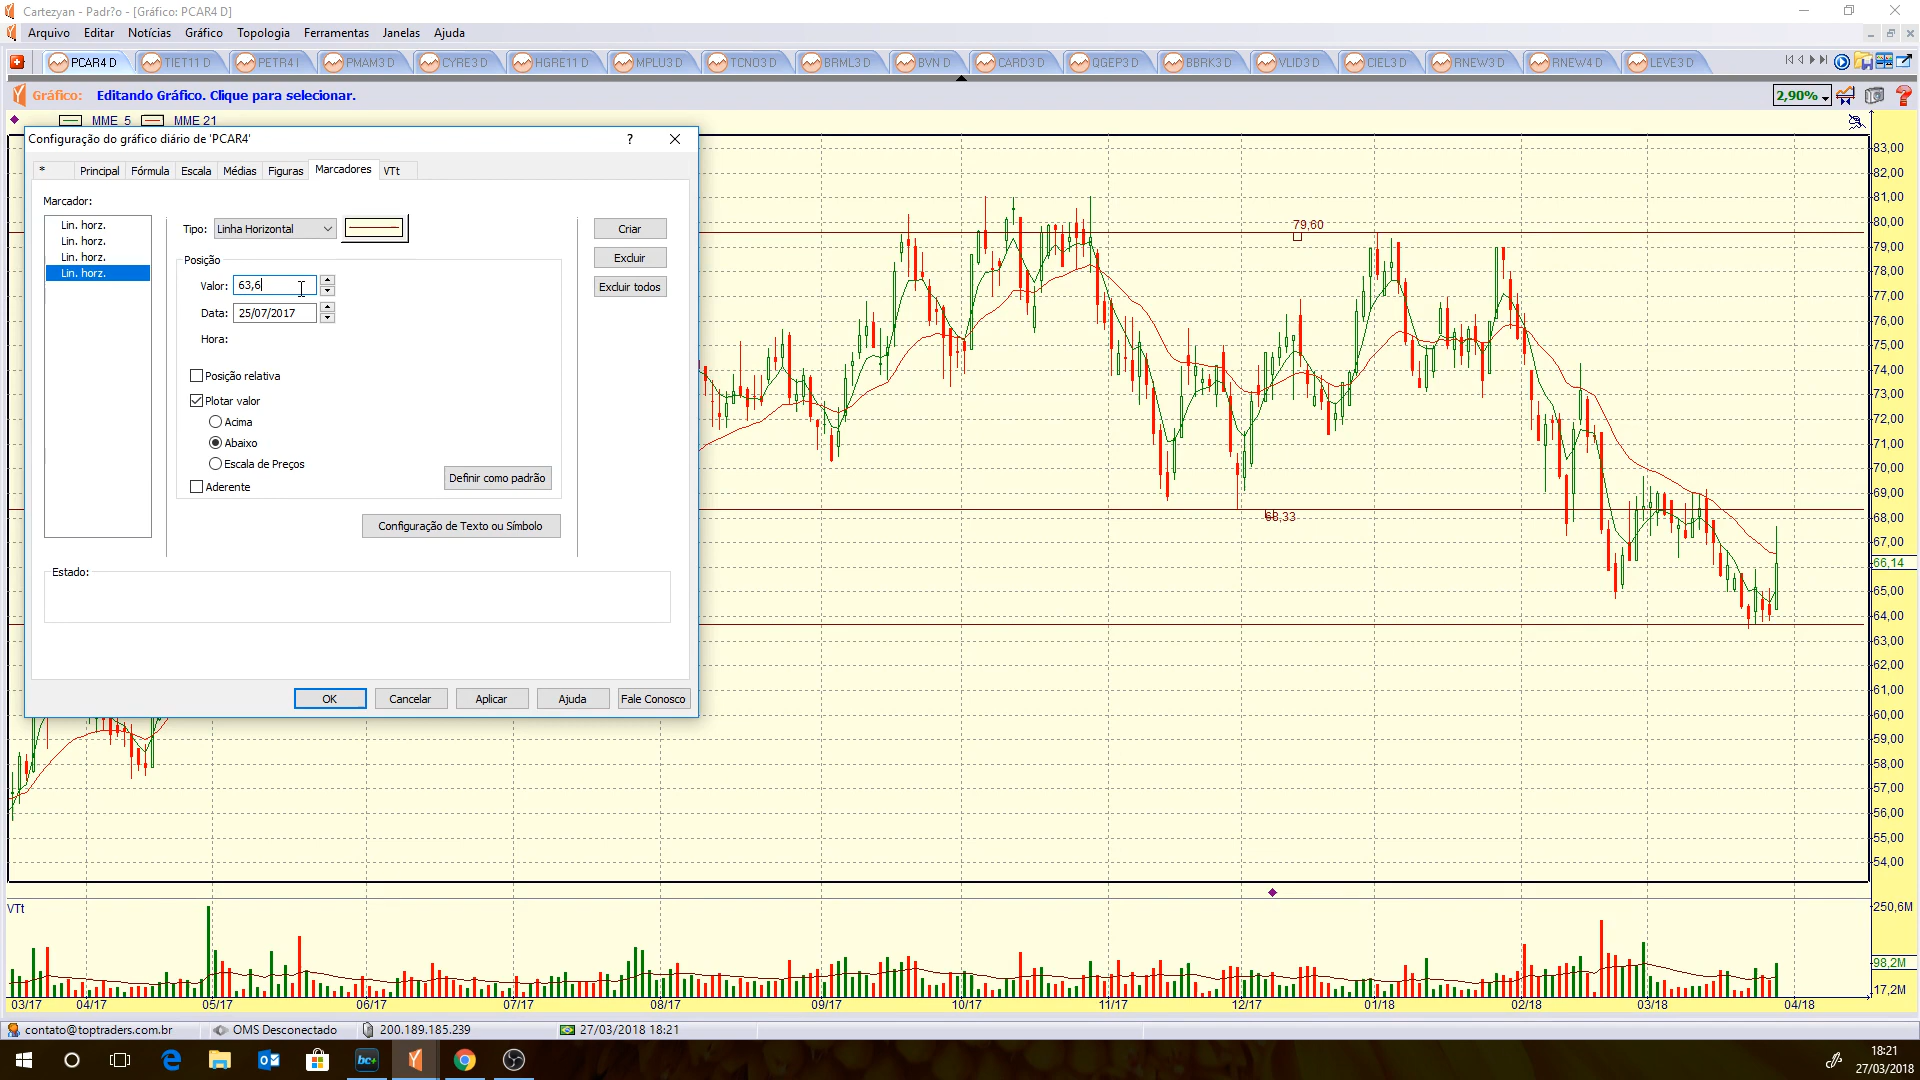 Cartezyan - Padr?o - [Gráfico: PCAR4 D]
Arquivo Editar Notícias Gráfico Topologia Ferramentas Janelas Ajuda
PCAR4 D TIET11 D PETR4 I PMAM3 D CYRE3 D HGRE11 D MPLU3 D TCNO3 D BRML3 D BVN D CARD3 D QGEP3 D BBRK3 D VLID3 D CIEL3 D RNEW3 D RNEW4 D LEVE3 D
Gráfico: Editando Gráfico. Clique para selecionar.
2,90%
MME 5 MME 21
Configuração do gráfico diário de 'PCAR4'
?
* Principal Fórmula Escala Médias Figuras Marcadores VTt
Marcador:
Lin. horz.
Lin. horz.
Lin. horz.
Lin. horz.
Tipo: Linha Horizontal
Posição
Valor: 63,6
Data: 25/07/2017
Hora:
Posição relativa
Plotar valor
Acima
Abaixo
Escala de Preços
Aderente
Definir como padrão
Configuração de Texto ou Símbolo
Criar
Excluir
Excluir todos
Estado:
OK Cancelar Aplicar Ajuda Fale Conosco
79,60
68,33
83,00
82,00
81,00
80,00
79,00
78,00
77,00
76,00
75,00
74,00
73,00
72,00
71,00
70,00
69,00
68,00
67,00
66,14
65,00
64,00
63,00
62,00
61,00
60,00
59,00
58,00
57,00
56,00
55,00
54,00
VTt
250,6M
98,2M
17,2M
03/17 04/17 05/17 06/17 07/17 08/17 09/17 10/17 11/17 12/17 01/18 02/18 03/18 04/18
contato@toptraders.com.br OMS Desconectado 200.189.185.239 27/03/2018 18:21
bc+
18:21
27/03/2018